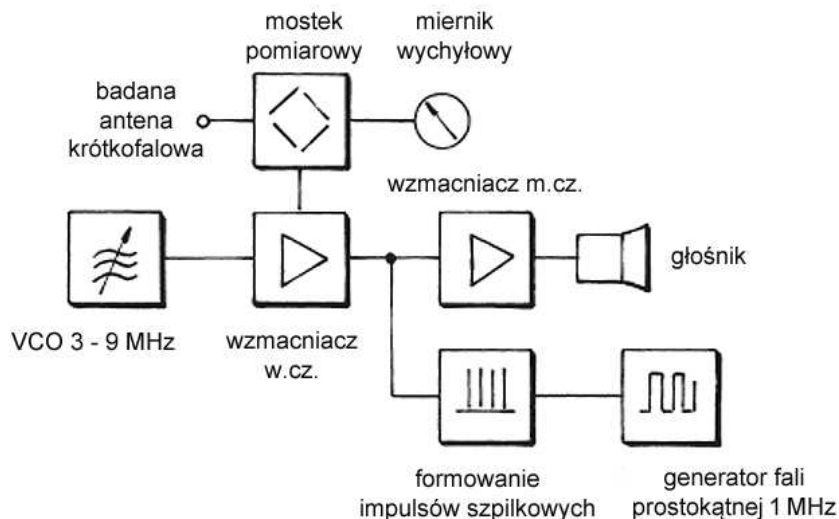 mostek
pomiarowy
miernik
wychyłowy
badana
antena
krótkofalowa
wzmacniacz m.cz.
głośnik
VCO 3 - 9 MHz
wzmacniacz
w.cz.
formowanie
impulsów szpilkowych
generator fali
prostokątnej 1 MHz